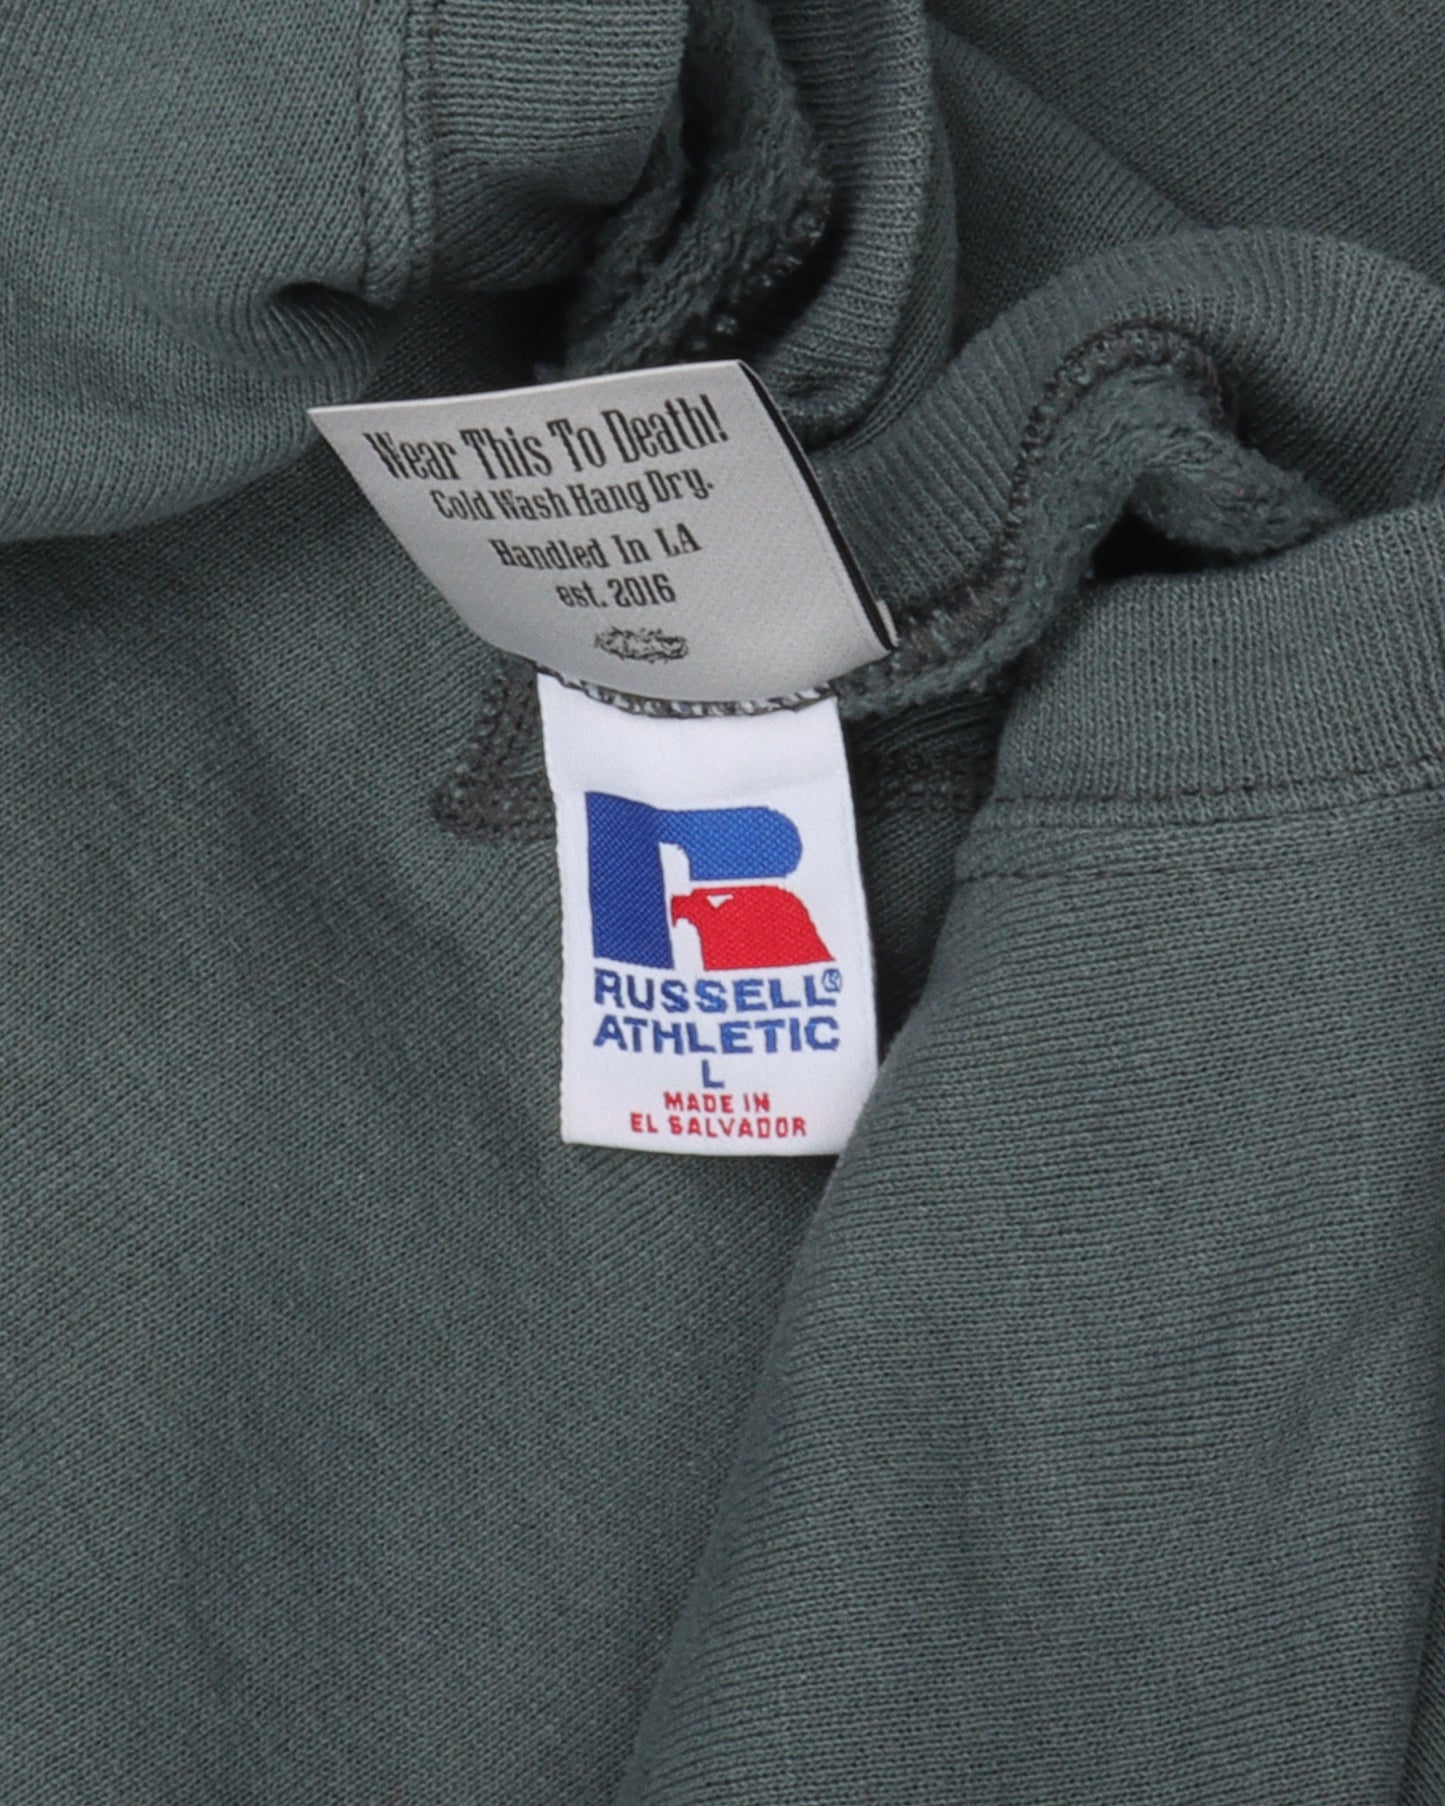 Wear This To Death!
Cold Wash Hang Dry.
Handled In LA
est. 2016
RUSSELL®
ATHLETIC
L
MADE IN
EL SALVADOR